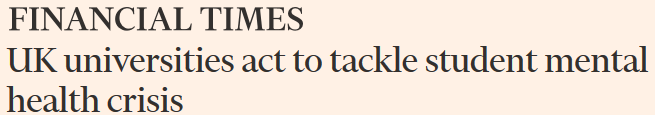 FINANCIAL TIMES
UK universities act to tackle student mental
health crisis